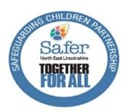 SAFEGUARDING CHILDREN PARTNERSHIP
Safer
North East Lincolnshire
TOGETHER
FOR ALL